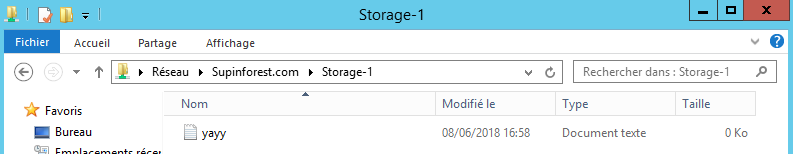 Storage-1
Fichier Accueil Partage Affichage
Réseau Supinforest.com Storage-1 Rechercher dans : Storage-1
Favoris Nom Modifié le Type Taille
Bureau yayy 08/06/2018 16:58 Document texte 0 Ko
Emplacements récen